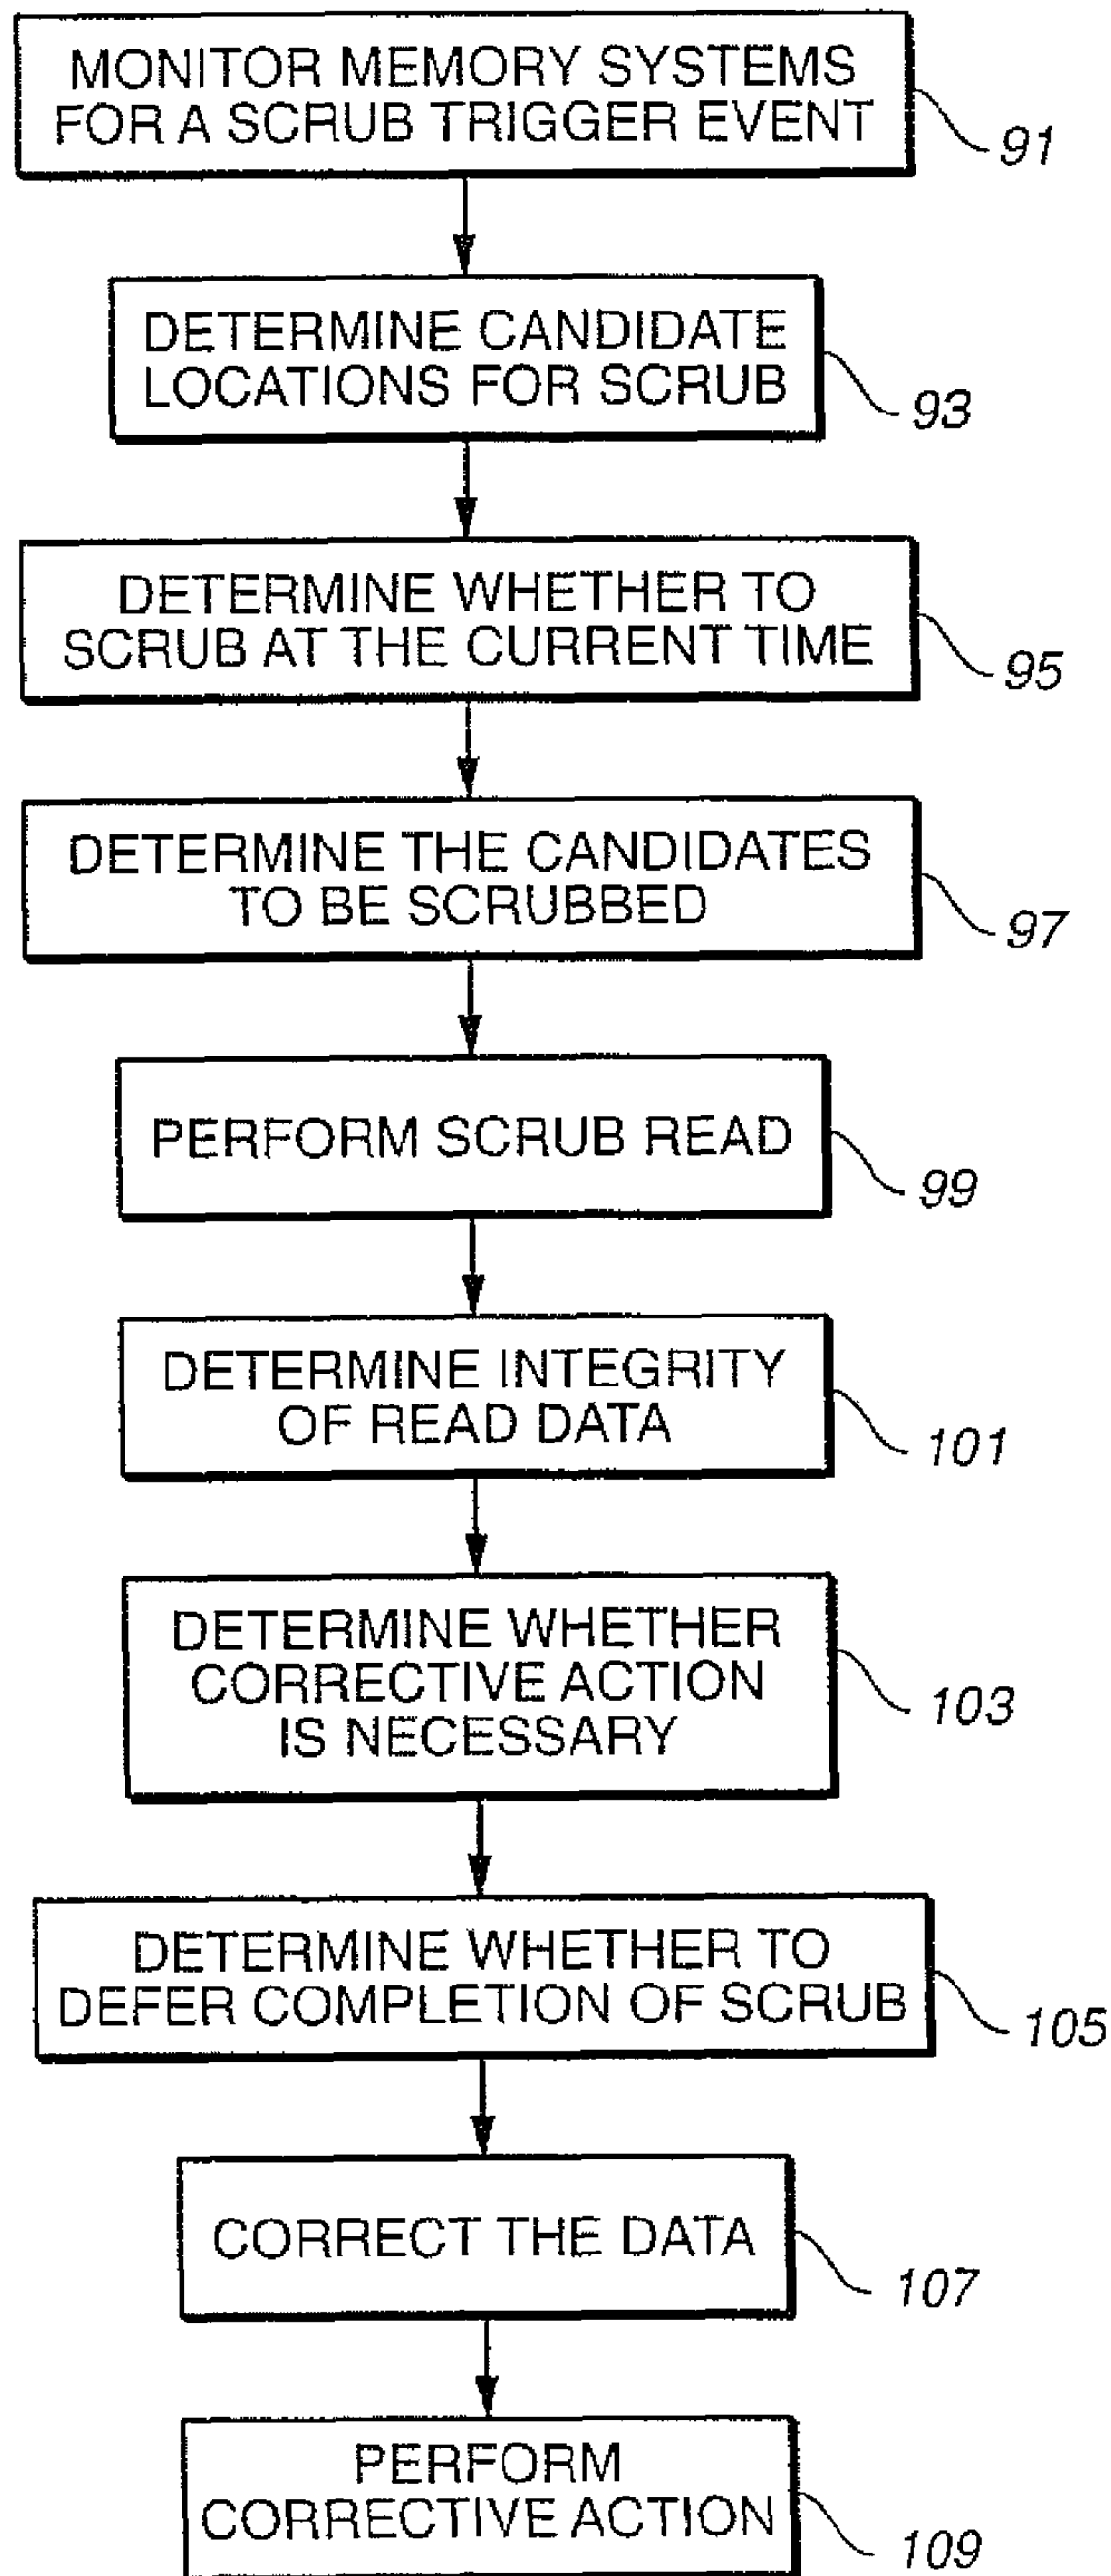 MONITOR MEMORY SYSTEMS
FOR A SCRUB TRIGGER EVENT
91
DETERMINE CANDIDATE
LOCATIONS FOR SCRUB
93
DETERMINE WHETHER TO
SCRUB AT THE CURRENT TIME
95
DETERMINE THE CANDIDATES
TO BE SCRUBBED
97
PERFORM SCRUB READ
99
DETERMINE INTEGRITY
OF READ DATA
101
DETERMINE WHETHER
CORRECTIVE ACTION
IS NECESSARY
103
DETERMINE WHETHER TO
DEFER COMPLETION OF SCRUB
105
CORRECT THE DATA
107
PERFORM
CORRECTIVE ACTION
109